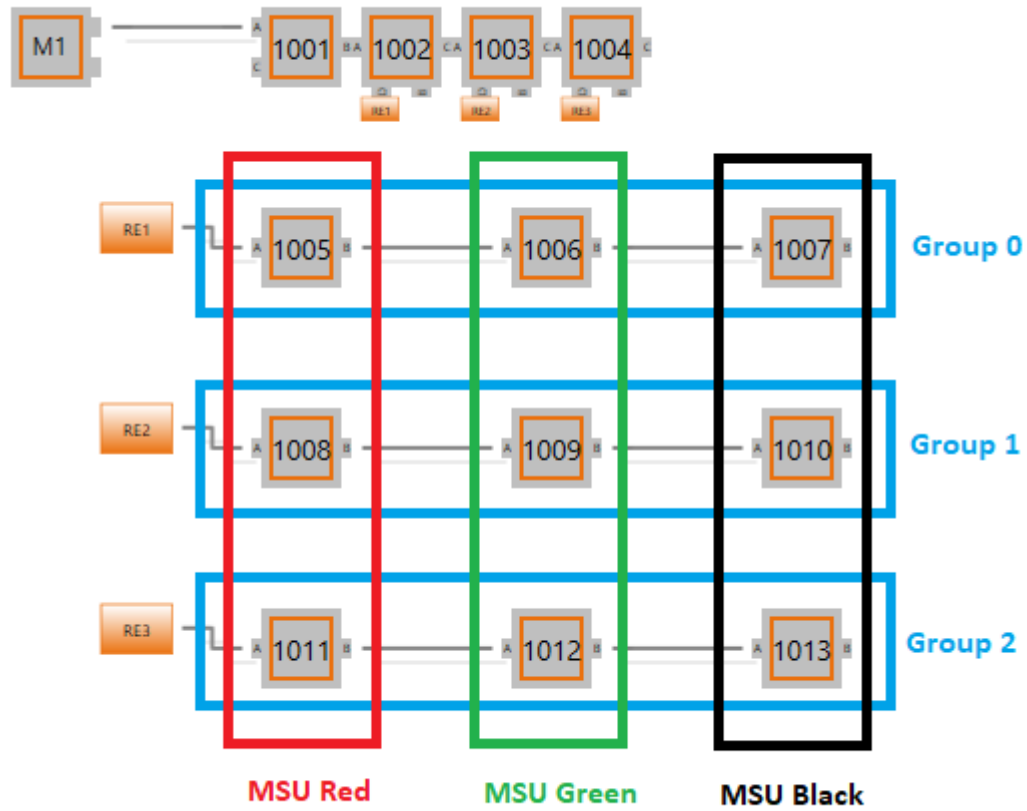 M1 A C 1001 B A 1002 C A 1003 C A 1004 C
D B D B D B
RE1 RE2 RE3
RE1 A 1005 B A 1006 B A 1007 B Group 0
RE2 A 1008 B A 1009 B A 1010 B Group 1
RE3 A 1011 B A 1012 B A 1013 B Group 2
MSU Red MSU Green MSU Black